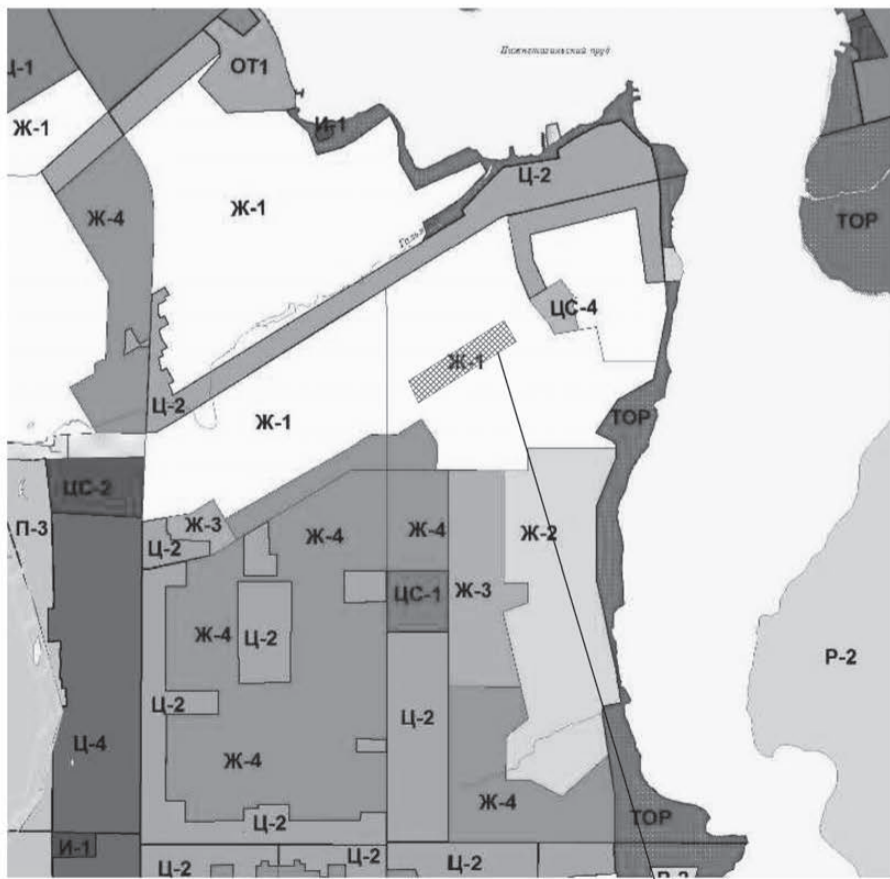 Нижнетагильский пруд
Ц-1
ОТ1
Ж-1
И-1
Ц-2
Ж-4
Ж-1
ТОР
ЦС-4
Ж-1
Ц-2
Ж-1
ТОР
ЦС-2
П-3
Ж-3
Ц-2
Ж-4
Ж-4
Ж-2
ЦС-1
Ж-3
Ж-4
Ц-2
Р-2
Ц-2
Ц-2
Ц-4
Ж-4
Ж-4
ТОР
Ц-2
И-1
Ц-2
Ц-2
Ц-2